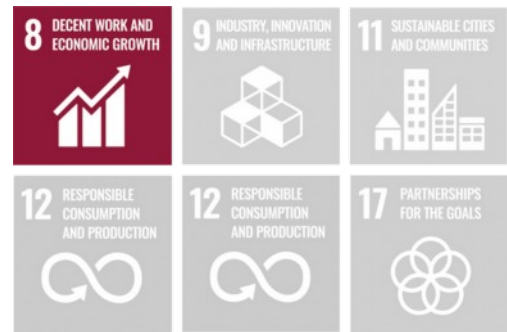 8 DECENT WORK AND
ECONOMIC GROWTH
9 INDUSTRY, INNOVATION
AND INFRASTRUCTURE
11 SUSTAINABLE CITIES
AND COMMUNITIES
12 RESPONSIBLE
CONSUMPTION
AND PRODUCTION
12 RESPONSIBLE
CONSUMPTION
AND PRODUCTION
17 PARTNERSHIPS
FOR THE GOALS